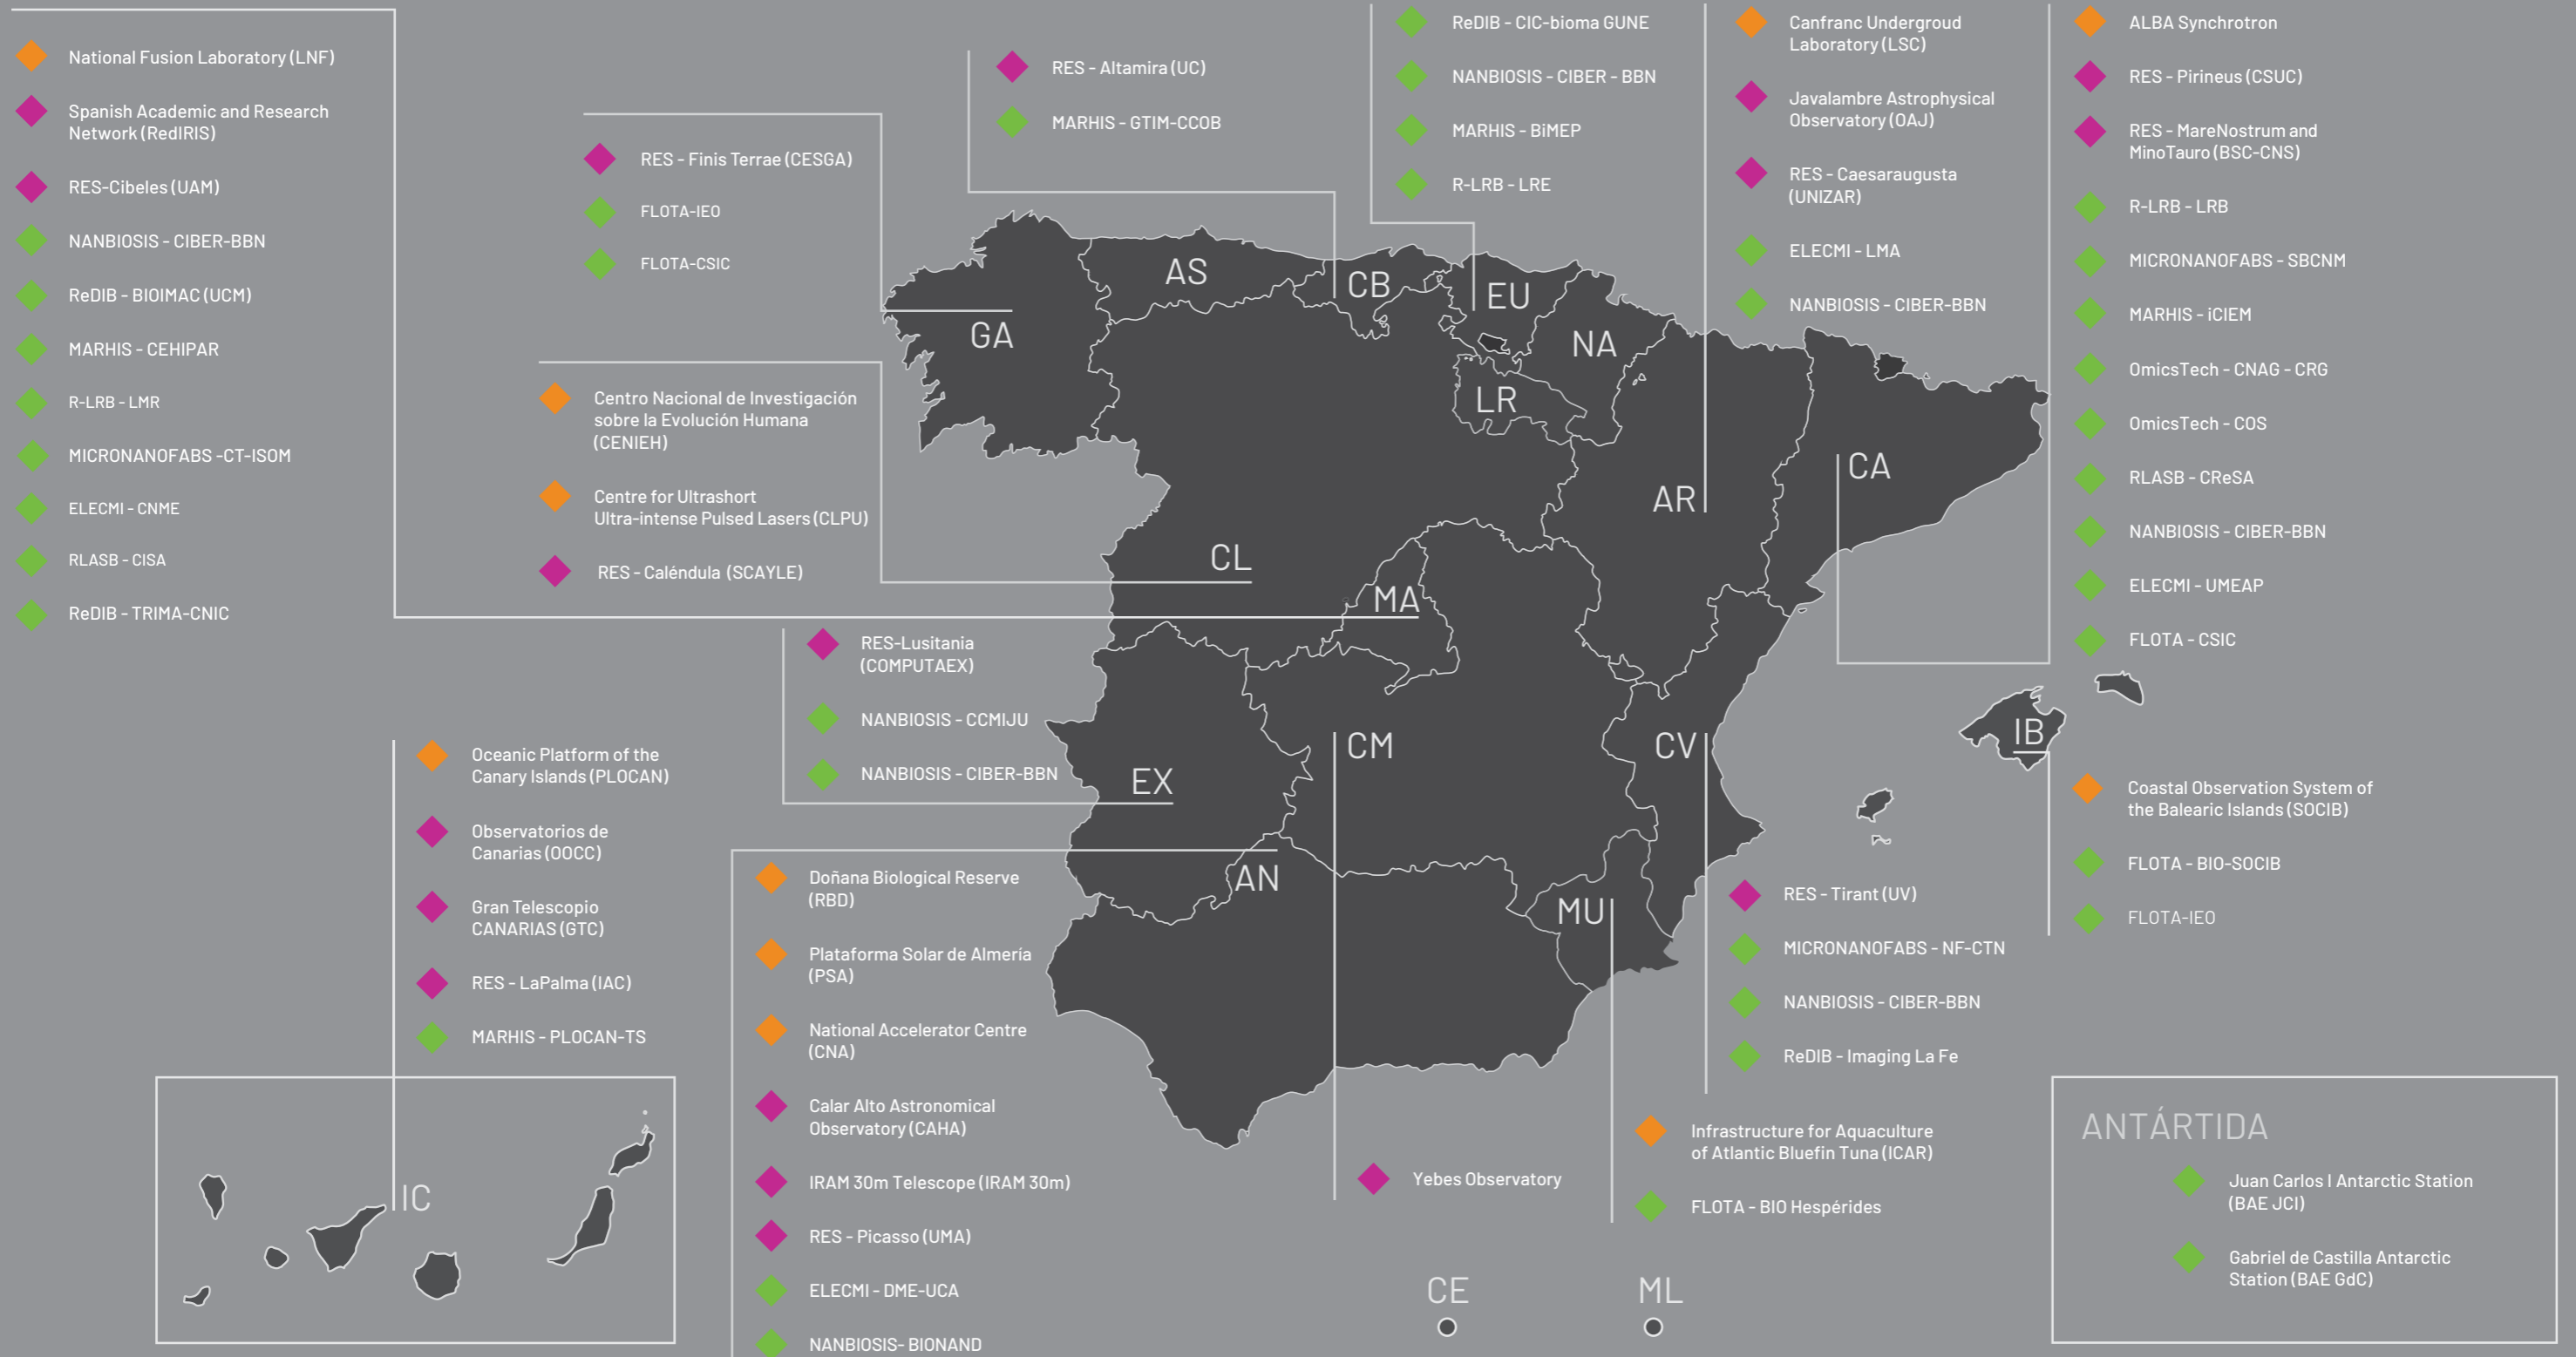 National Fusion Laboratory (LNF)
Spanish Academic and Research
Network (RedIRIS)
RES-Cibeles (UAM)
NANBIOSIS - CIBER-BBN
ReDIB - BIOIMAC (UCM)
MARHIS - CEHIPAR
R-LRB - LMR
MICRONANOFABS -CT-ISOM
ELECMI - CNME
RLASB - CISA
ReDIB - TRIMA-CNIC
RES - Finis Terrae (CESGA)
FLOTA-IEO
FLOTA-CSIC
Centro Nacional de Investigación
sobre la Evolución Humana
(CENIEH)
Centre for Ultrashort
Ultra-intense Pulsed Lasers (CLPU)
RES - Caléndula (SCAYLE)
RES - Altamira (UC)
MARHIS - GTIM-CCOB
ReDIB - CIC-bioma GUNE
NANBIOSIS - CIBER - BBN
MARHIS - BiMEP
R-LRB - LRE
Canfranc Undergroud
Laboratory (LSC)
Javalambre Astrophysical
Observatory (OAJ)
RES - Caesaraugusta
(UNIZAR)
ELECMI - LMA
NANBIOSIS - CIBER-BBN
ALBA Synchrotron
RES - Pirineus (CSUC)
RES - MareNostrum and
MinoTauro (BSC-CNS)
R-LRB - LRB
MICRONANOFABS - SBCNM
MARHIS - iCIEM
OmicsTech - CNAG - CRG
OmicsTech - COS
RLASB - CReSA
NANBIOSIS - CIBER-BBN
ELECMI - UMEAP
FLOTA - CSIC
AS
CB
EU
GA
NA
LR
CA
AR
CL
MA
CM
CV
EX
AN
MU
IB
RES-Lusitania
(COMPUTAEX)
NANBIOSIS - CCMIJU
NANBIOSIS - CIBER-BBN
Oceanic Platform of the
Canary Islands (PLOCAN)
Observatorios de
Canarias (OOCC)
Gran Telescopio
CANARIAS (GTC)
RES - LaPalma (IAC)
MARHIS - PLOCAN-TS
IC
Doñana Biological Reserve
(RBD)
Plataforma Solar de Almería
(PSA)
National Accelerator Centre
(CNA)
Calar Alto Astronomical
Observatory (CAHA)
IRAM 30m Telescope (IRAM 30m)
RES - Picasso (UMA)
ELECMI - DME-UCA
NANBIOSIS- BIONAND
Yebes Observatory
Infrastructure for Aquaculture
of Atlantic Bluefin Tuna (ICAR)
FLOTA - BIO Hespérides
RES - Tirant (UV)
MICRONANOFABS - NF-CTN
NANBIOSIS - CIBER-BBN
ReDIB - Imaging La Fe
Coastal Observation System of
the Balearic Islands (SOCIB)
FLOTA - BIO-SOCIB
FLOTA-IEO
CE
ML
ANTÁRTIDA
Juan Carlos I Antarctic Station
(BAE JCI)
Gabriel de Castilla Antarctic
Station (BAE GdC)